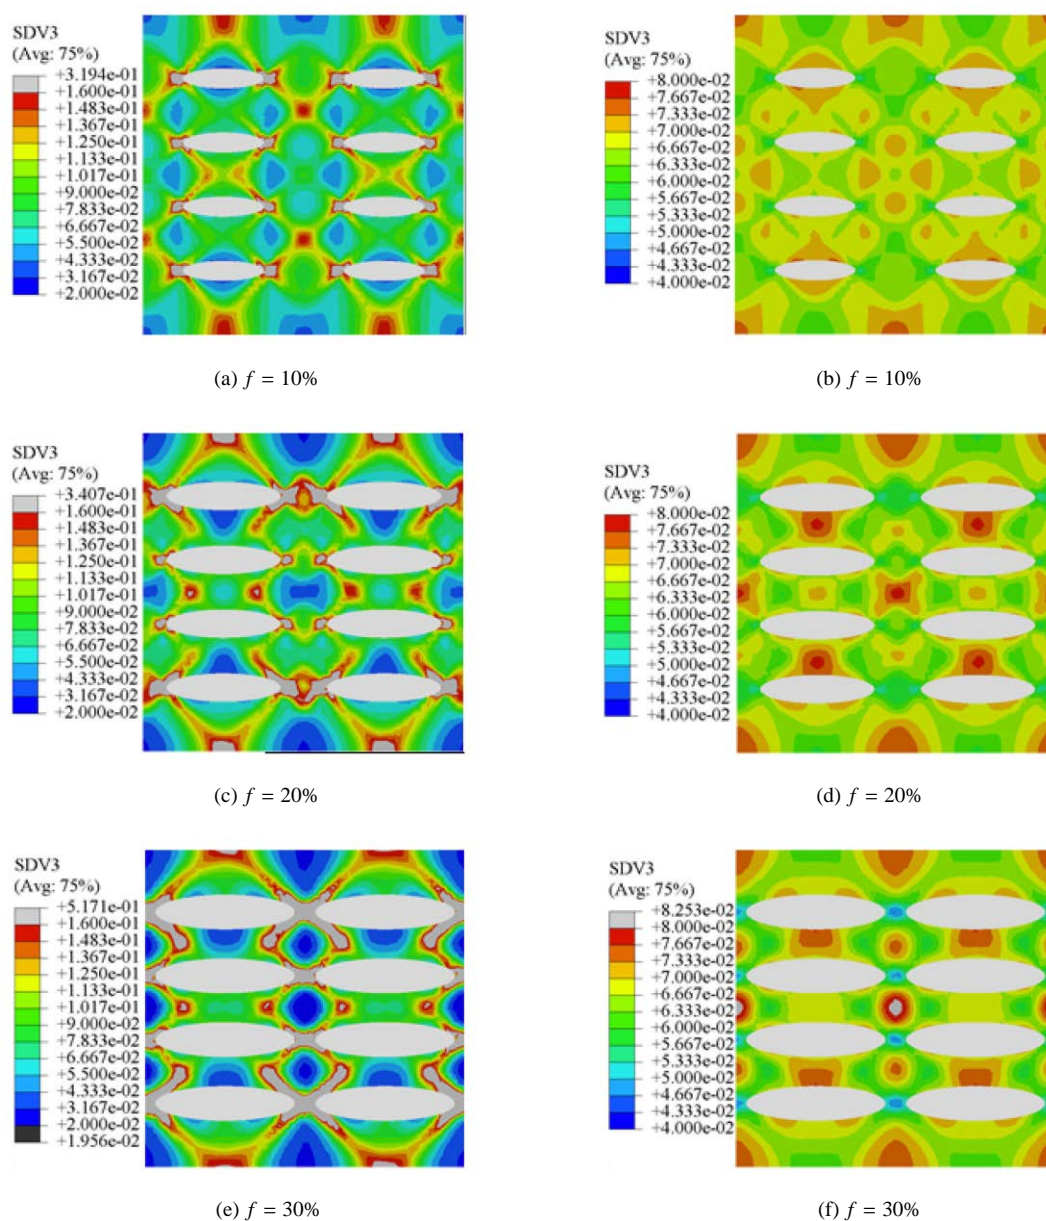 SDV3
(Avg: 75%)
+3.194e-01
+1.600e-01
+1.483e-01
+1.367e-01
+1.250e-01
+1.133e-01
+1.017e-01
+9.000e-02
+7.833e-02
+6.667e-02
+5.500e-02
+4.333e-02
+3.167e-02
+2.000e-02
(a) f = 10%
SDV3
(Avg: 75%)
+8.000e-02
+7.667e-02
+7.333e-02
+7.000e-02
+6.667e-02
+6.333e-02
+6.000e-02
+5.667e-02
+5.333e-02
+5.000e-02
+4.667e-02
+4.333e-02
+4.000e-02
(b) f = 10%
SDV3
(Avg: 75%)
+3.407e-01
+1.600e-01
+1.483e-01
+1.367e-01
+1.250e-01
+1.133e-01
+1.017e-01
+9.000e-02
+7.833e-02
+6.667e-02
+5.500e-02
+4.333e-02
+3.167e-02
+2.000e-02
(c) f = 20%
SDV3
(Avg: 75%)
+8.000e-02
+7.667e-02
+7.333e-02
+7.000e-02
+6.667e-02
+6.333e-02
+6.000e-02
+5.667e-02
+5.333e-02
+5.000e-02
+4.667e-02
+4.333e-02
+4.000e-02
(d) f = 20%
SDV3
(Avg: 75%)
+5.171e-01
+1.600e-01
+1.483e-01
+1.367e-01
+1.250e-01
+1.133e-01
+1.017e-01
+9.000e-02
+7.833e-02
+6.667e-02
+5.500e-02
+4.333e-02
+3.167e-02
+2.000e-02
+1.956e-02
(e) f = 30%
SDV3
(Avg: 75%)
+8.253e-02
+8.000e-02
+7.667e-02
+7.333e-02
+7.000e-02
+6.667e-02
+6.333e-02
+6.000e-02
+5.667e-02
+5.333e-02
+5.000e-02
+4.667e-02
+4.333e-02
+4.000e-02
(f) f = 30%